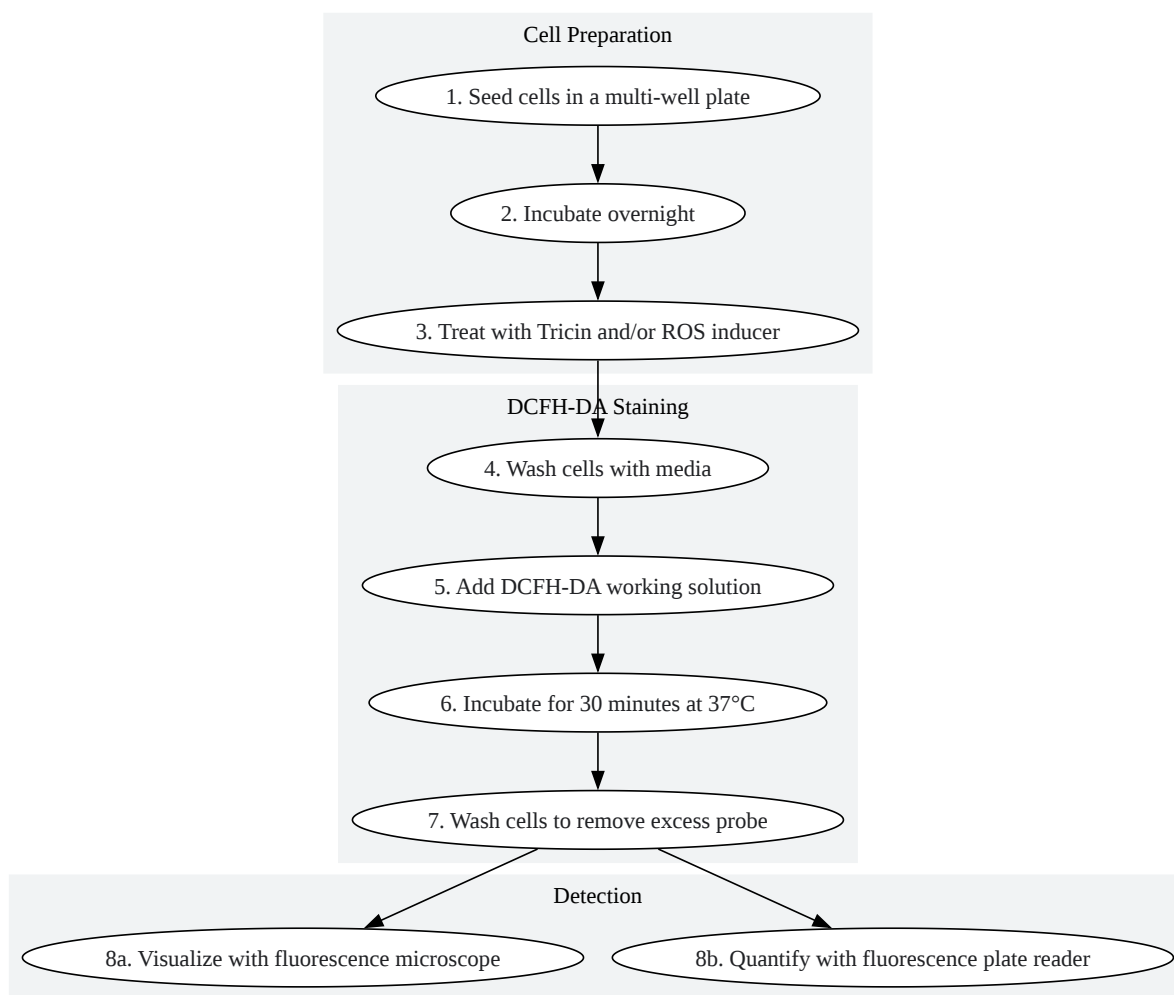 Cell Preparation
1. Seed cells in a multi-well plate
2. Incubate overnight
3. Treat with Tricin and/or ROS inducer
DCFH-DA Staining
4. Wash cells with media
5. Add DCFH-DA working solution
6. Incubate for 30 minutes at 37°C
7. Wash cells to remove excess probe
Detection
8a. Visualize with fluorescence microscope
8b. Quantify with fluorescence plate reader